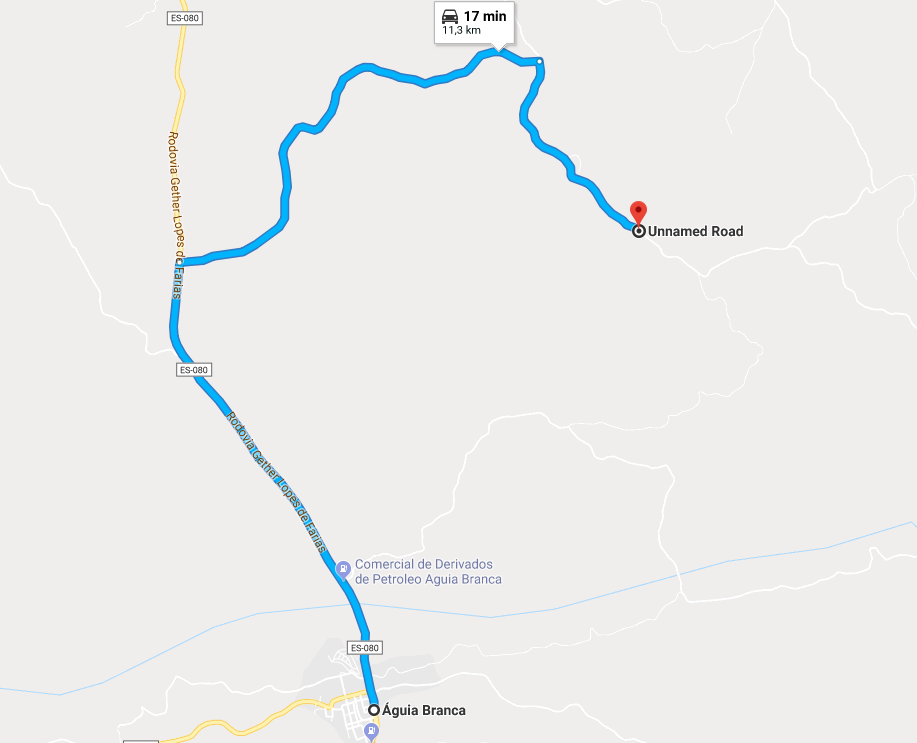 ES-080
17 min
11,3 km
Rodovia Gether Lopes de Farias
Unnamed Road
ES-080
Rodovia Gether Lopes de Farias
Comercial de Derivados
de Petroleo Aguia Branca
ES-080
Águia Branca